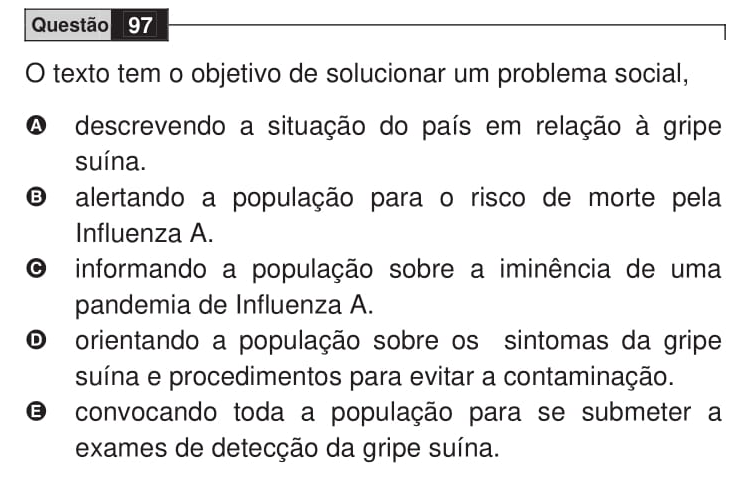 Questão 97
O texto tem o objetivo de solucionar um problema social,
A descrevendo a situação do país em relação à gripe
suína.
B alertando a população para o risco de morte pela
Influenza A.
C informando a população sobre a iminência de uma
pandemia de Influenza A.
D orientando a população sobre os sintomas da gripe
suína e procedimentos para evitar a contaminação.
E convocando toda a população para se submeter a
exames de detecção da gripe suína.